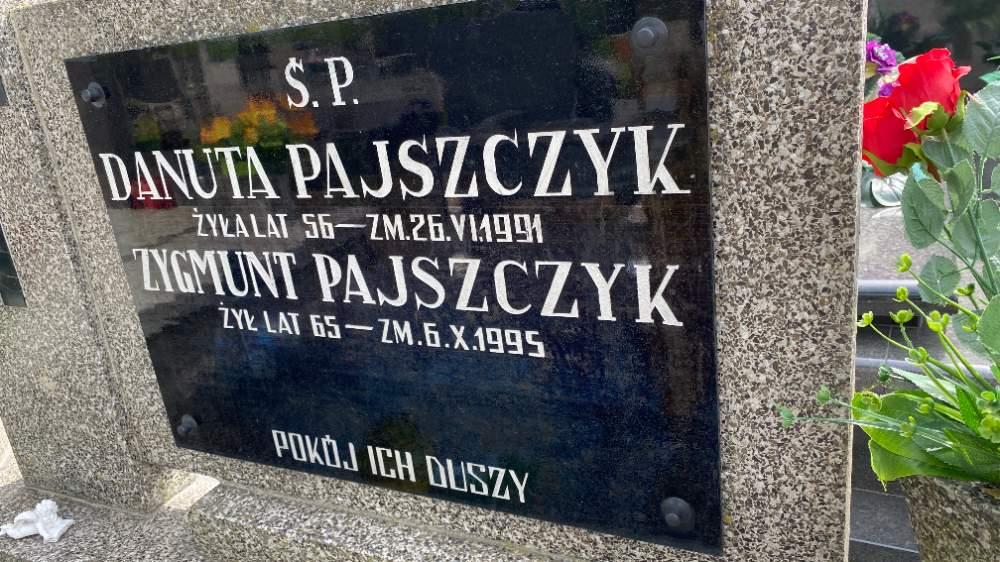 Ś.P.
DANUTA PAJSZCZYK
ŻYŁA LAT 56 — ZM. 26.VI.1991
ZYGMUNT PAJSZCZYK
ŻYŁ LAT 65 — ZM. 6.X.1995
POKÓJ ICH DUSZY